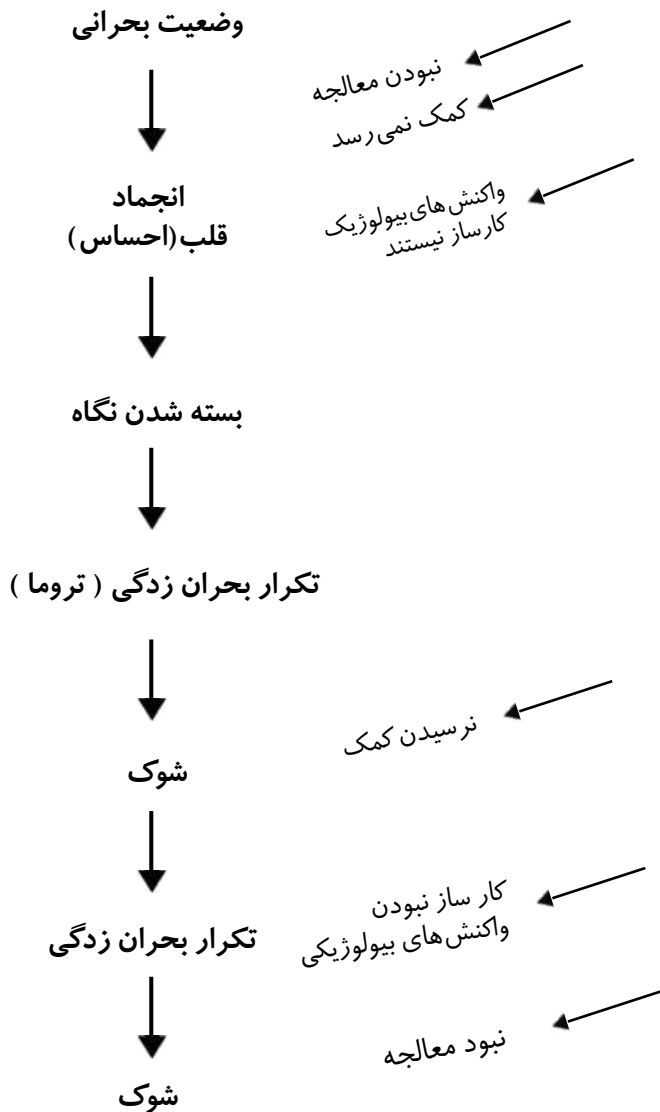 وضعیت بحرانی
نبودن معالجه
کمک نمی‌رسد
انجماد
قلب(احساس)
واکنش‌های‌بیولوژیک
کارساز نیستند
بسته شدن نگاه
تکرار بحران زدگی ( تروما )
نرسیدن کمک
شوک
کار ساز نبودن
واکنش‌های بیولوژیکی
تکرار بحران زدگی
نبود معالجه
شوک